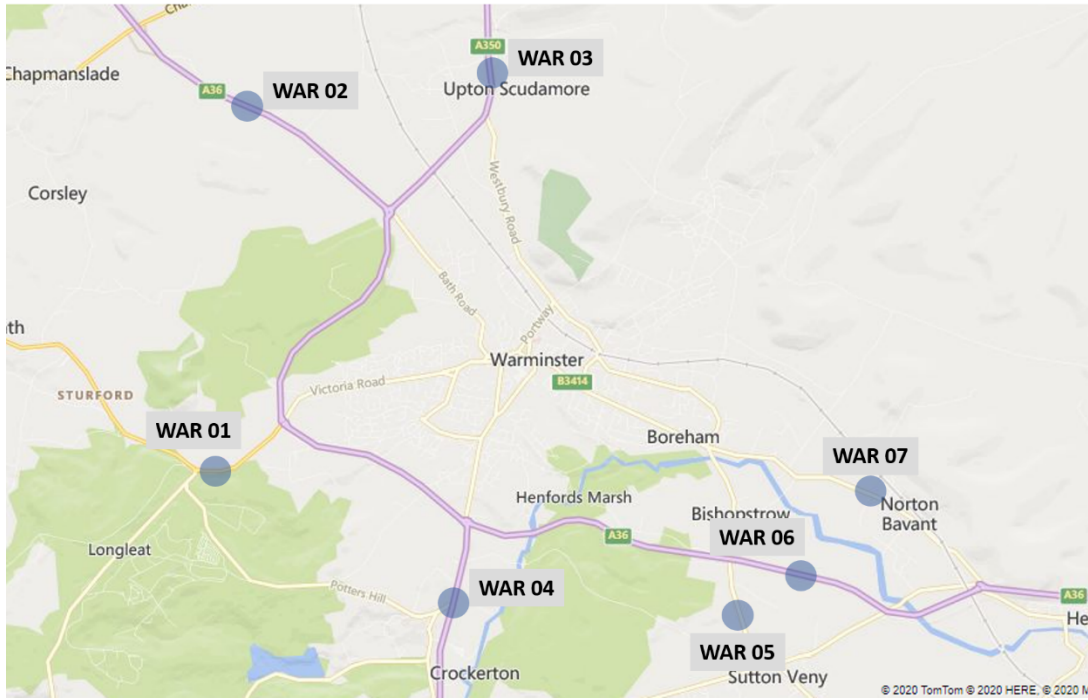 Cha
A350
WAR 03
Chapmanslade
A36
WAR 02
Upton Scudamore
Corsley
Westbury Road
Bath Road
Portway
th
Warminster
Victoria Road
B3414
STURFORD
WAR 01
Boreham
WAR 07
Henfords Marsh
Bishopstrow
Norton
Bavant
A36
WAR 06
Longleat
Potters Hill
WAR 04
A36
He
WAR 05
Crockerton
Sutton Veny
© 2020 TomTom © 2020 HERE, © 2020 M